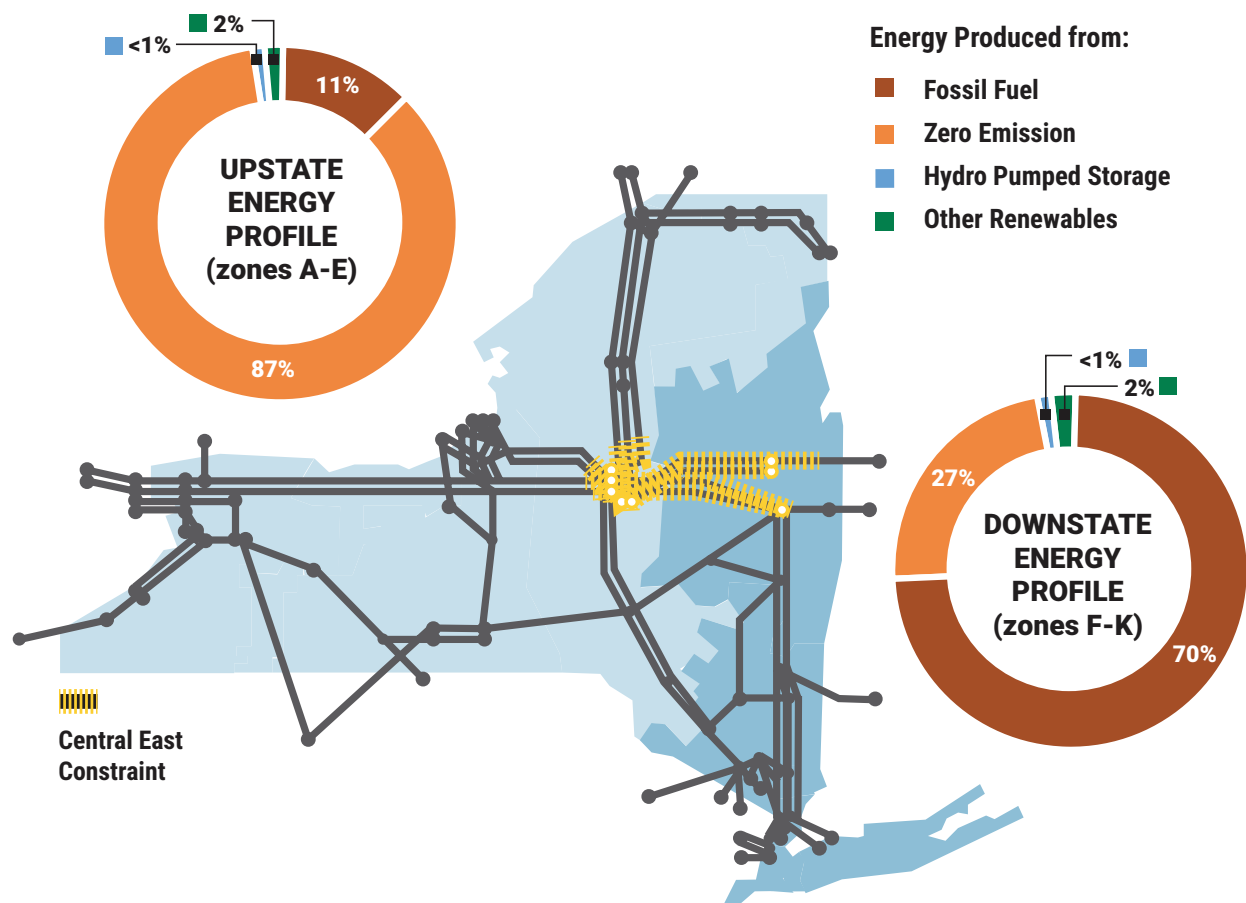 2%
<1%
11%
UPSTATE
ENERGY
PROFILE
(zones A-E)
87%
Energy Produced from:
Fossil Fuel
Zero Emission
Hydro Pumped Storage
Other Renewables
<1%
2%
27%
DOWNSTATE
ENERGY
PROFILE
(zones F-K)
70%
Central East
Constraint